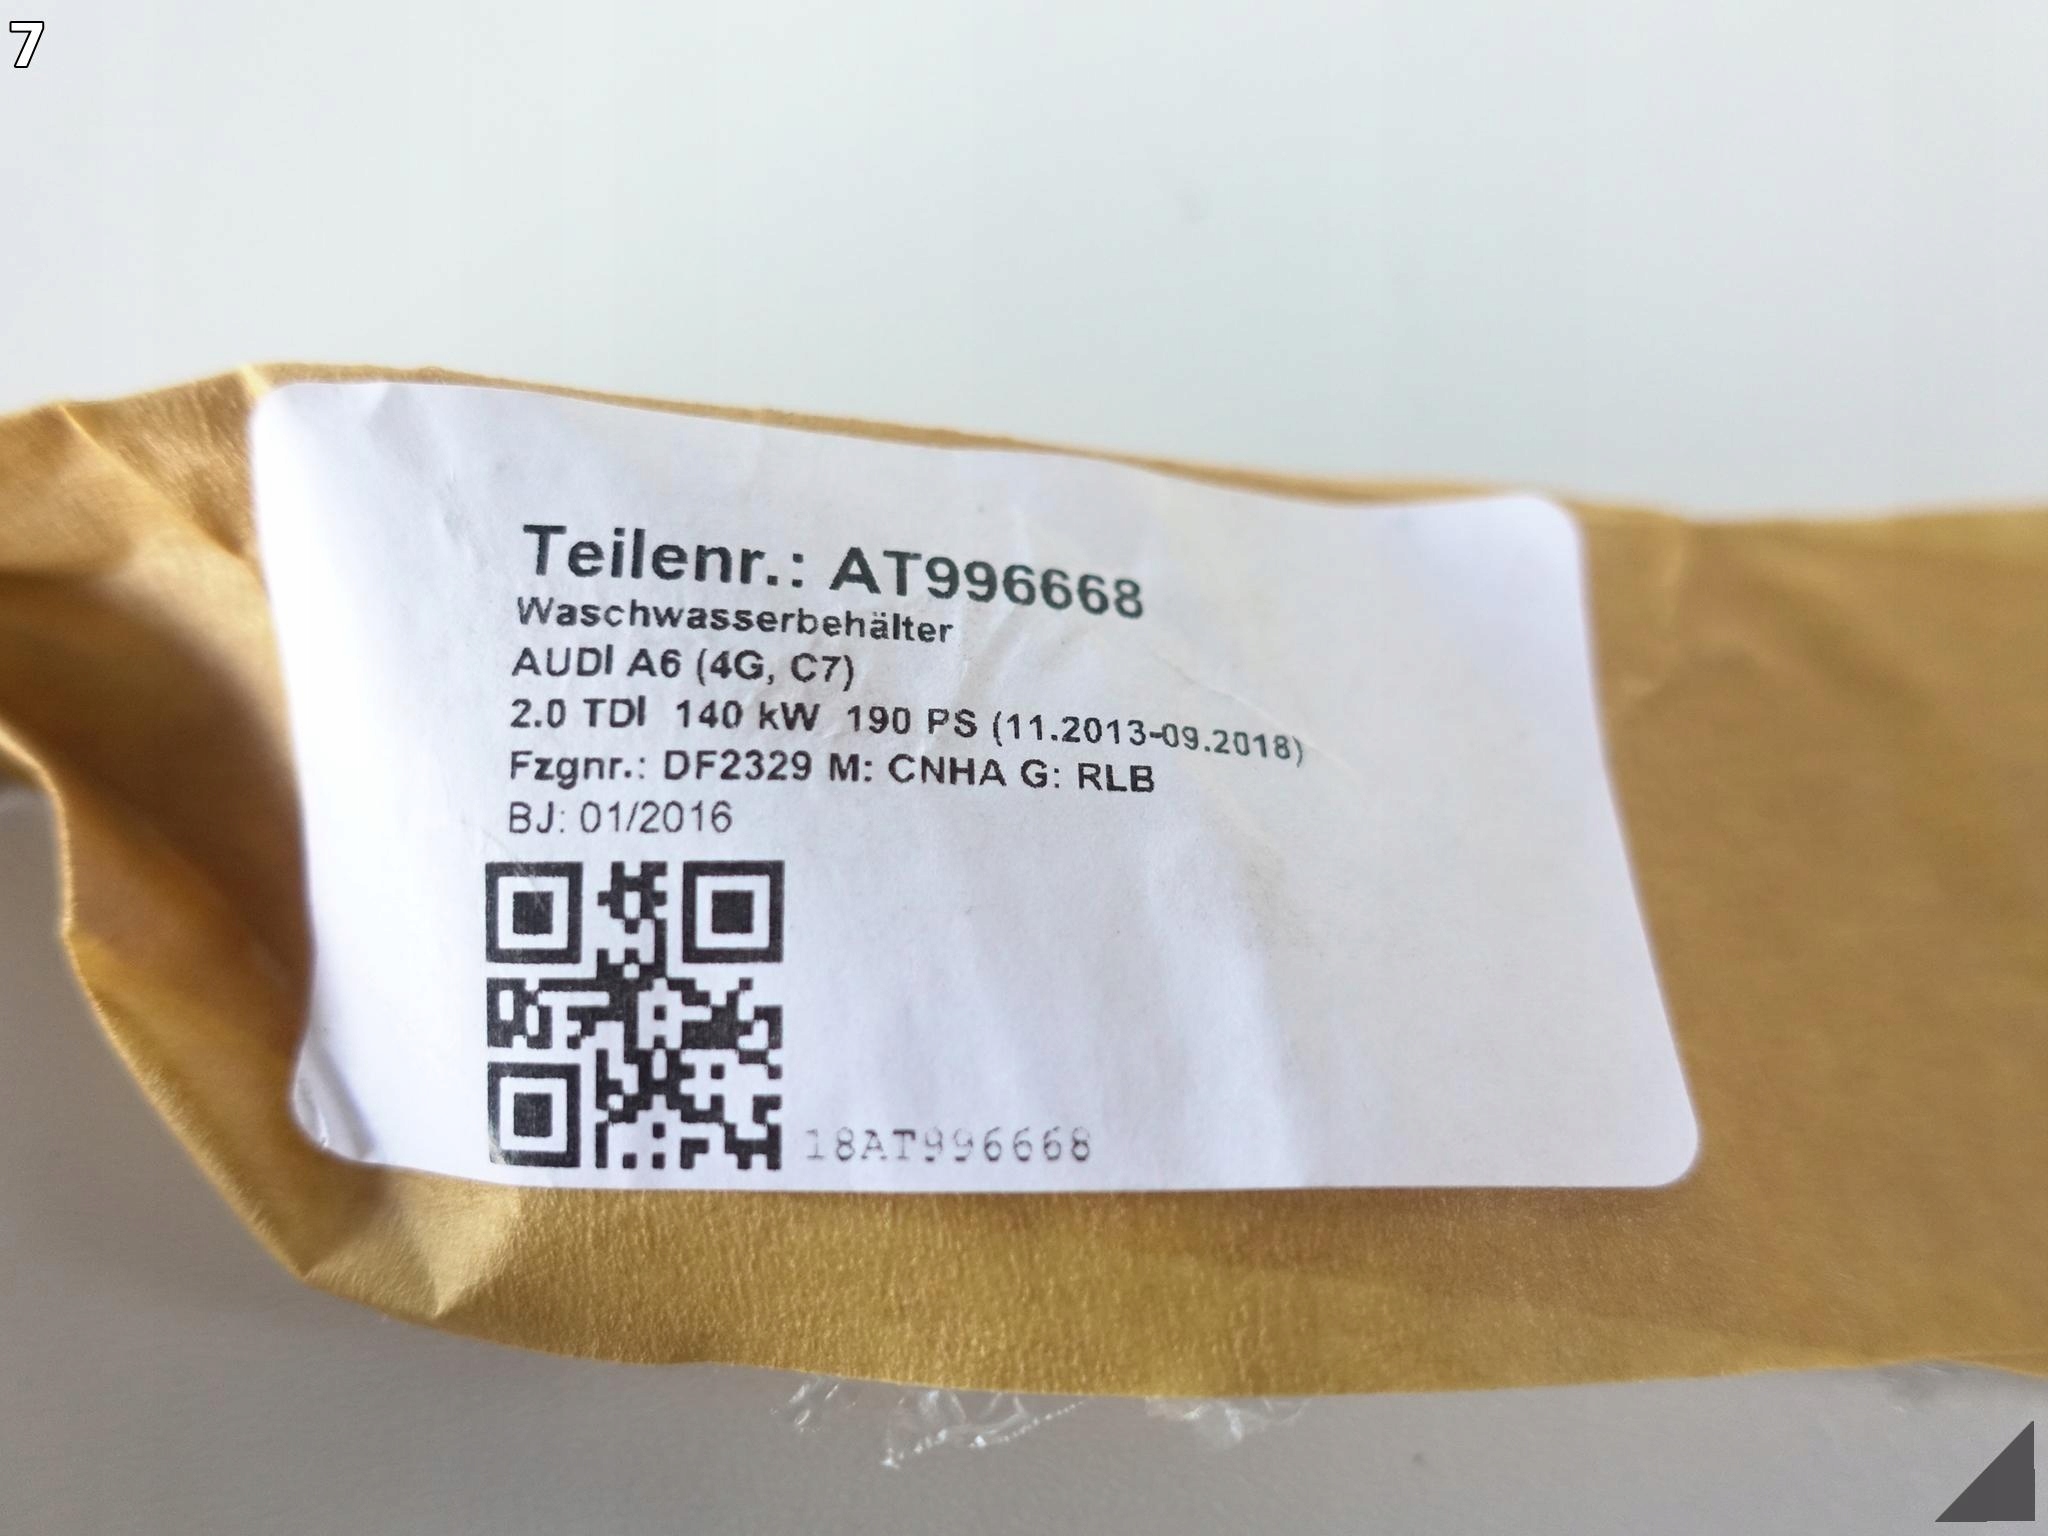 7
Teilenr.: AT996668
Waschwasserbehälter
AUDI A6 (4G, C7)
2.0 TDI 140 kW 190 PS (11.2013-09.2018)
Fzgnr.: DF2329 M: CNHA G: RLB
BJ: 01/2016
18AT996668